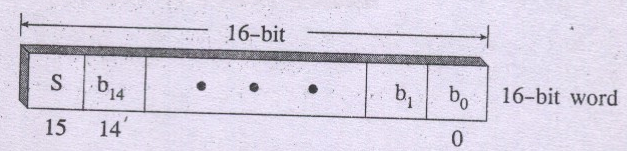 16-bit
S b₁₄ • • • b₁ b₀ 16-bit word
15 14' 0